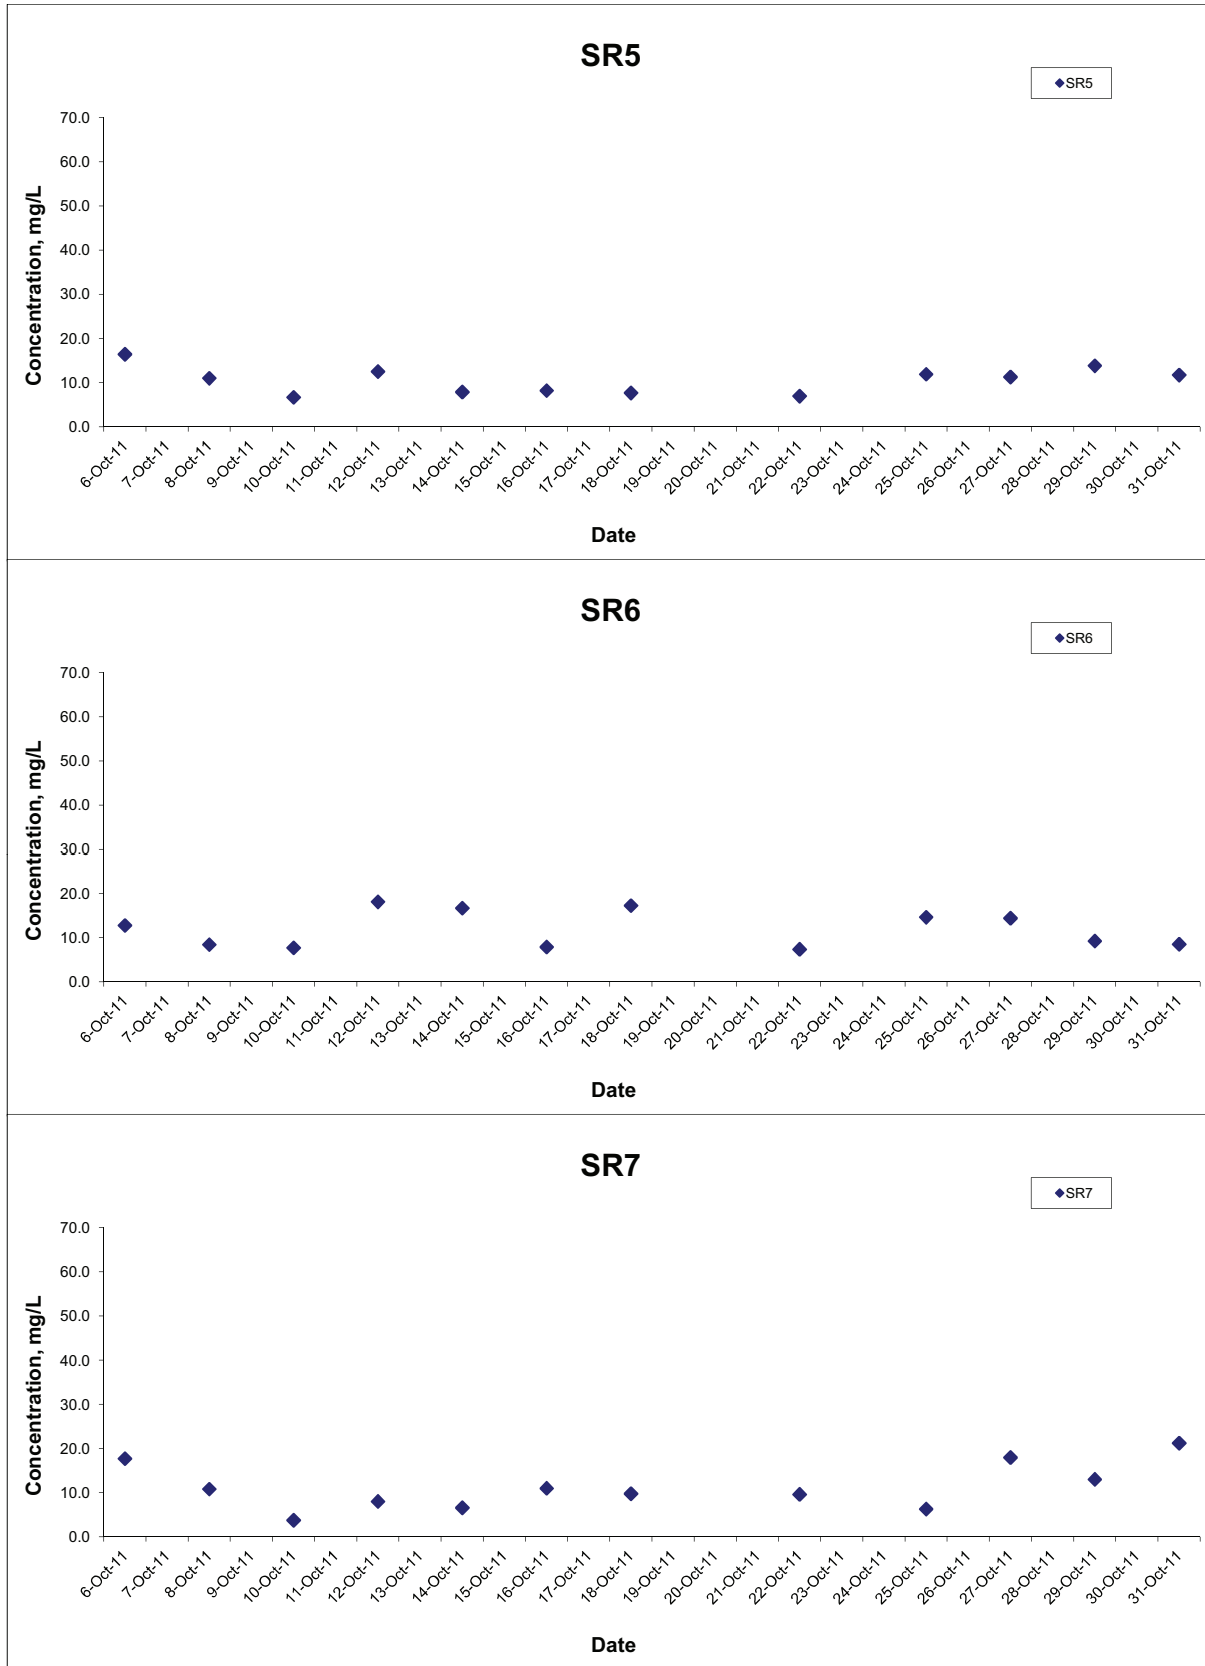 SR5
SR5
70.0
60.0
50.0
40.0
30.0
20.0
10.0
0.0
Concentration, mg/L
6-Oct-11
7-Oct-11
8-Oct-11
9-Oct-11
10-Oct-11
11-Oct-11
12-Oct-11
13-Oct-11
14-Oct-11
15-Oct-11
16-Oct-11
17-Oct-11
18-Oct-11
19-Oct-11
20-Oct-11
21-Oct-11
22-Oct-11
23-Oct-11
24-Oct-11
25-Oct-11
26-Oct-11
27-Oct-11
28-Oct-11
29-Oct-11
30-Oct-11
31-Oct-11
Date
SR6
SR6
70.0
60.0
50.0
40.0
30.0
20.0
10.0
0.0
Concentration, mg/L
6-Oct-11
7-Oct-11
8-Oct-11
9-Oct-11
10-Oct-11
11-Oct-11
12-Oct-11
13-Oct-11
14-Oct-11
15-Oct-11
16-Oct-11
17-Oct-11
18-Oct-11
19-Oct-11
20-Oct-11
21-Oct-11
22-Oct-11
23-Oct-11
24-Oct-11
25-Oct-11
26-Oct-11
27-Oct-11
28-Oct-11
29-Oct-11
30-Oct-11
31-Oct-11
Date
SR7
SR7
70.0
60.0
50.0
40.0
30.0
20.0
10.0
0.0
Concentration, mg/L
6-Oct-11
7-Oct-11
8-Oct-11
9-Oct-11
10-Oct-11
11-Oct-11
12-Oct-11
13-Oct-11
14-Oct-11
15-Oct-11
16-Oct-11
17-Oct-11
18-Oct-11
19-Oct-11
20-Oct-11
21-Oct-11
22-Oct-11
23-Oct-11
24-Oct-11
25-Oct-11
26-Oct-11
27-Oct-11
28-Oct-11
29-Oct-11
30-Oct-11
31-Oct-11
Date